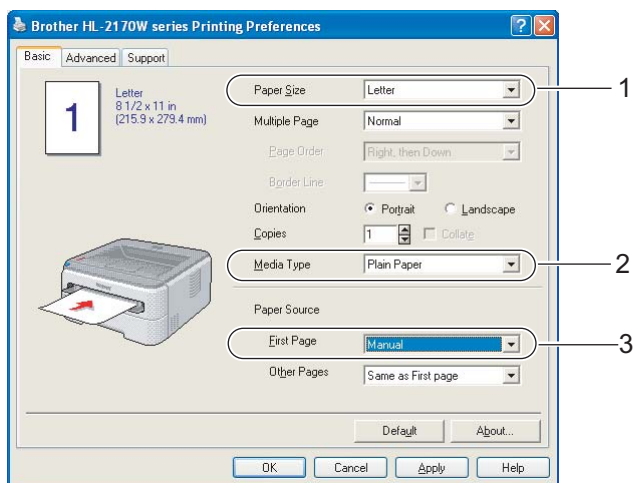 Brother HL-2170W series Printing Preferences
Basic Advanced Support
1
Letter
8 1/2 x 11 in
(215.9 x 279.4 mm)
Paper Size Letter 1
Multiple Page Normal
Page Order Right, then Down
Border Line
Orientation Portrait Landscape
Copies 1 Collate
Media Type Plain Paper 2
Paper Source
First Page Manual 3
Other Pages Same as First page
Default About...
OK Cancel Apply Help